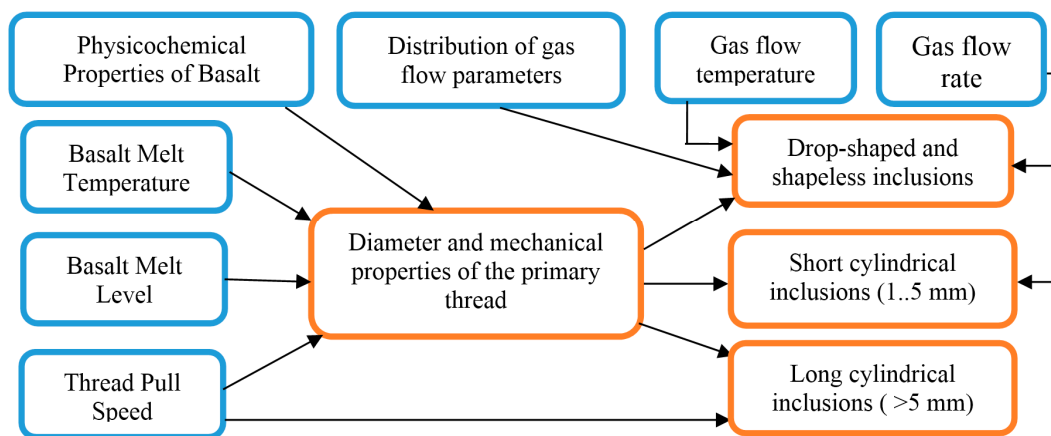 Physicochemical
Properties of Basalt
Distribution of gas
flow parameters
Gas flow
temperature
Gas flow
rate
Basalt Melt
Temperature
Drop-shaped and
shapeless inclusions
Diameter and mechanical
properties of the primary
thread
Basalt Melt
Level
Short cylindrical
inclusions (1..5 mm)
Thread Pull
Speed
Long cylindrical
inclusions ( >5 mm)